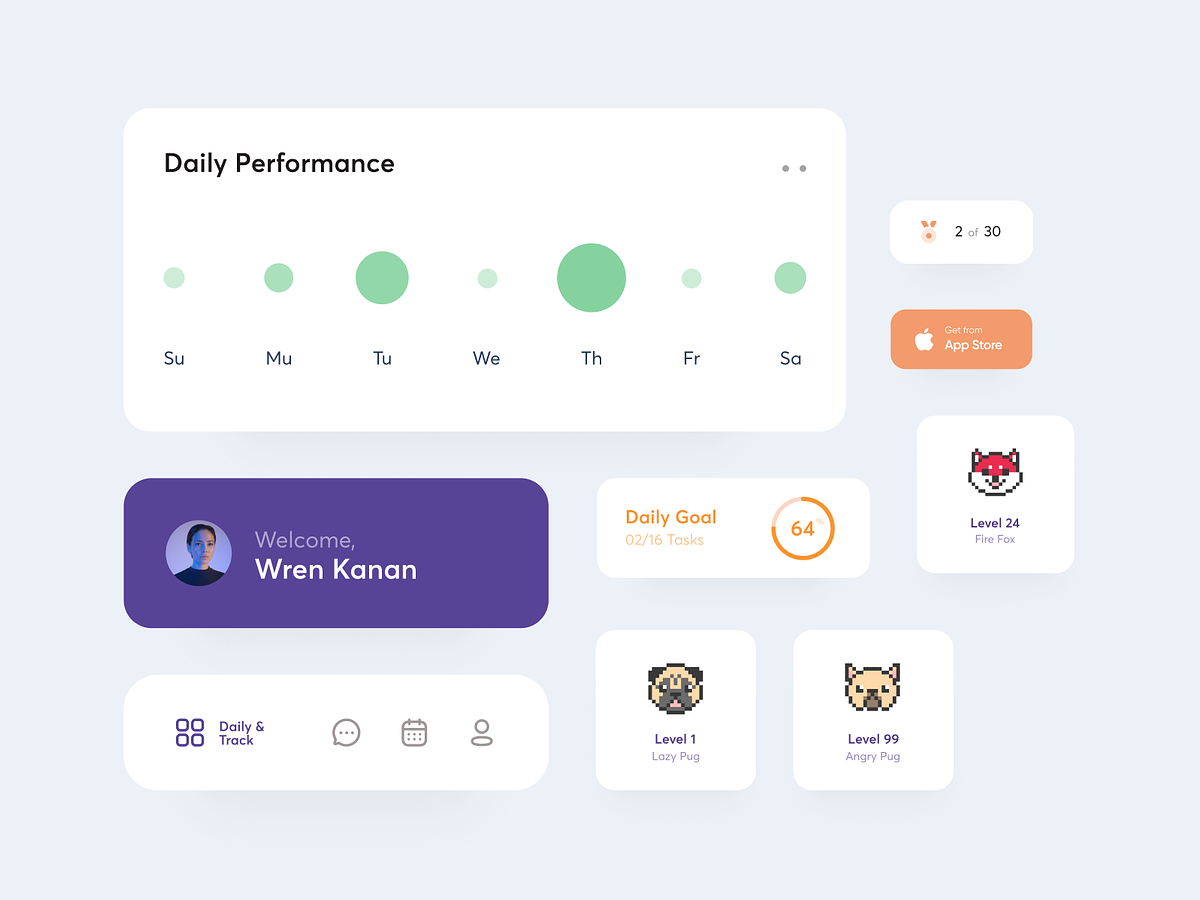 Daily Performance
Su Mu Tu We Th Fr Sa
2 of 30
Get from
App Store
Welcome,
Wren Kanan
Daily Goal
02/16 Tasks
64 %
Level 24
Fire Fox
Daily &
Track
Level 1
Lazy Pug
Level 99
Angry Pug